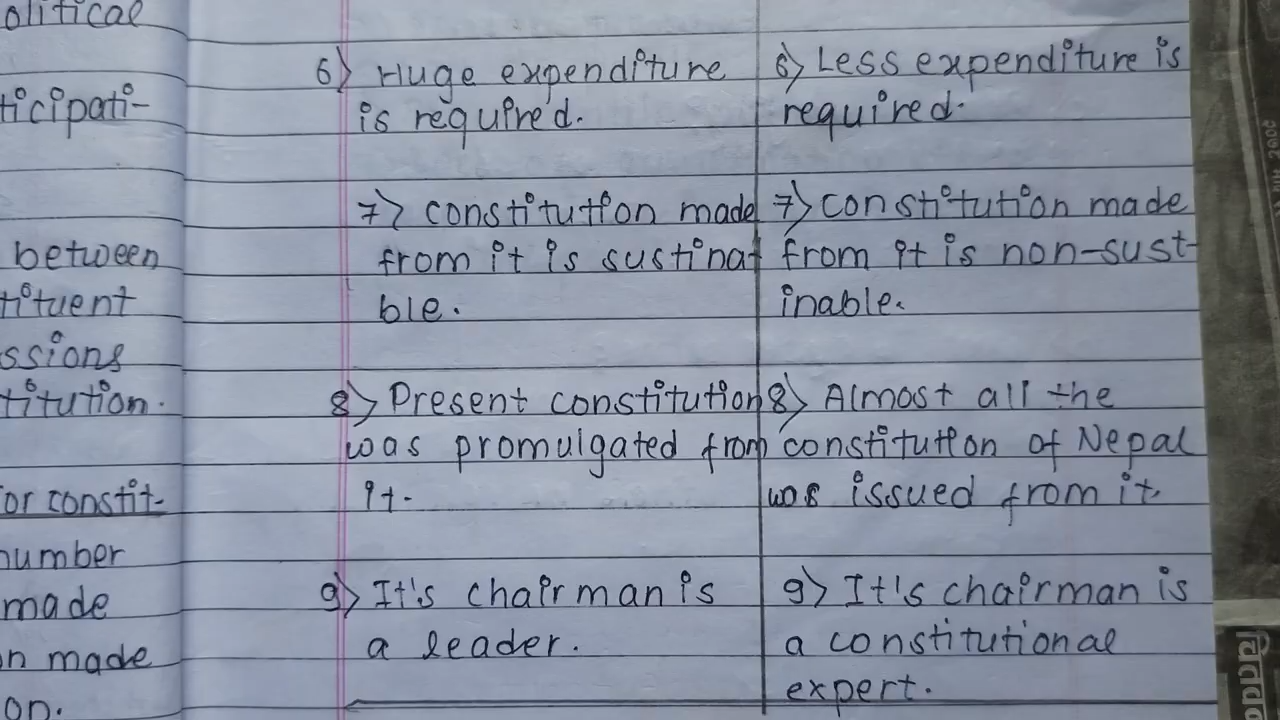 olitical
ticipati-
between
tituent
ssions
titution.
or constit-
number
made
n made
on.
6) Huge expenditure
is required.
7) constitution made
from it is sustinat
ble.
8) Present constitution
was promulgated from
it.
9) It's chairman is
a leader.
6) Less expenditure is
required.
7) constitution made
from it is non-sust-
inable.
8) Almost all the
constitution of Nepal
was issued from it.
9) It's chairman is
a constitutional
expert.